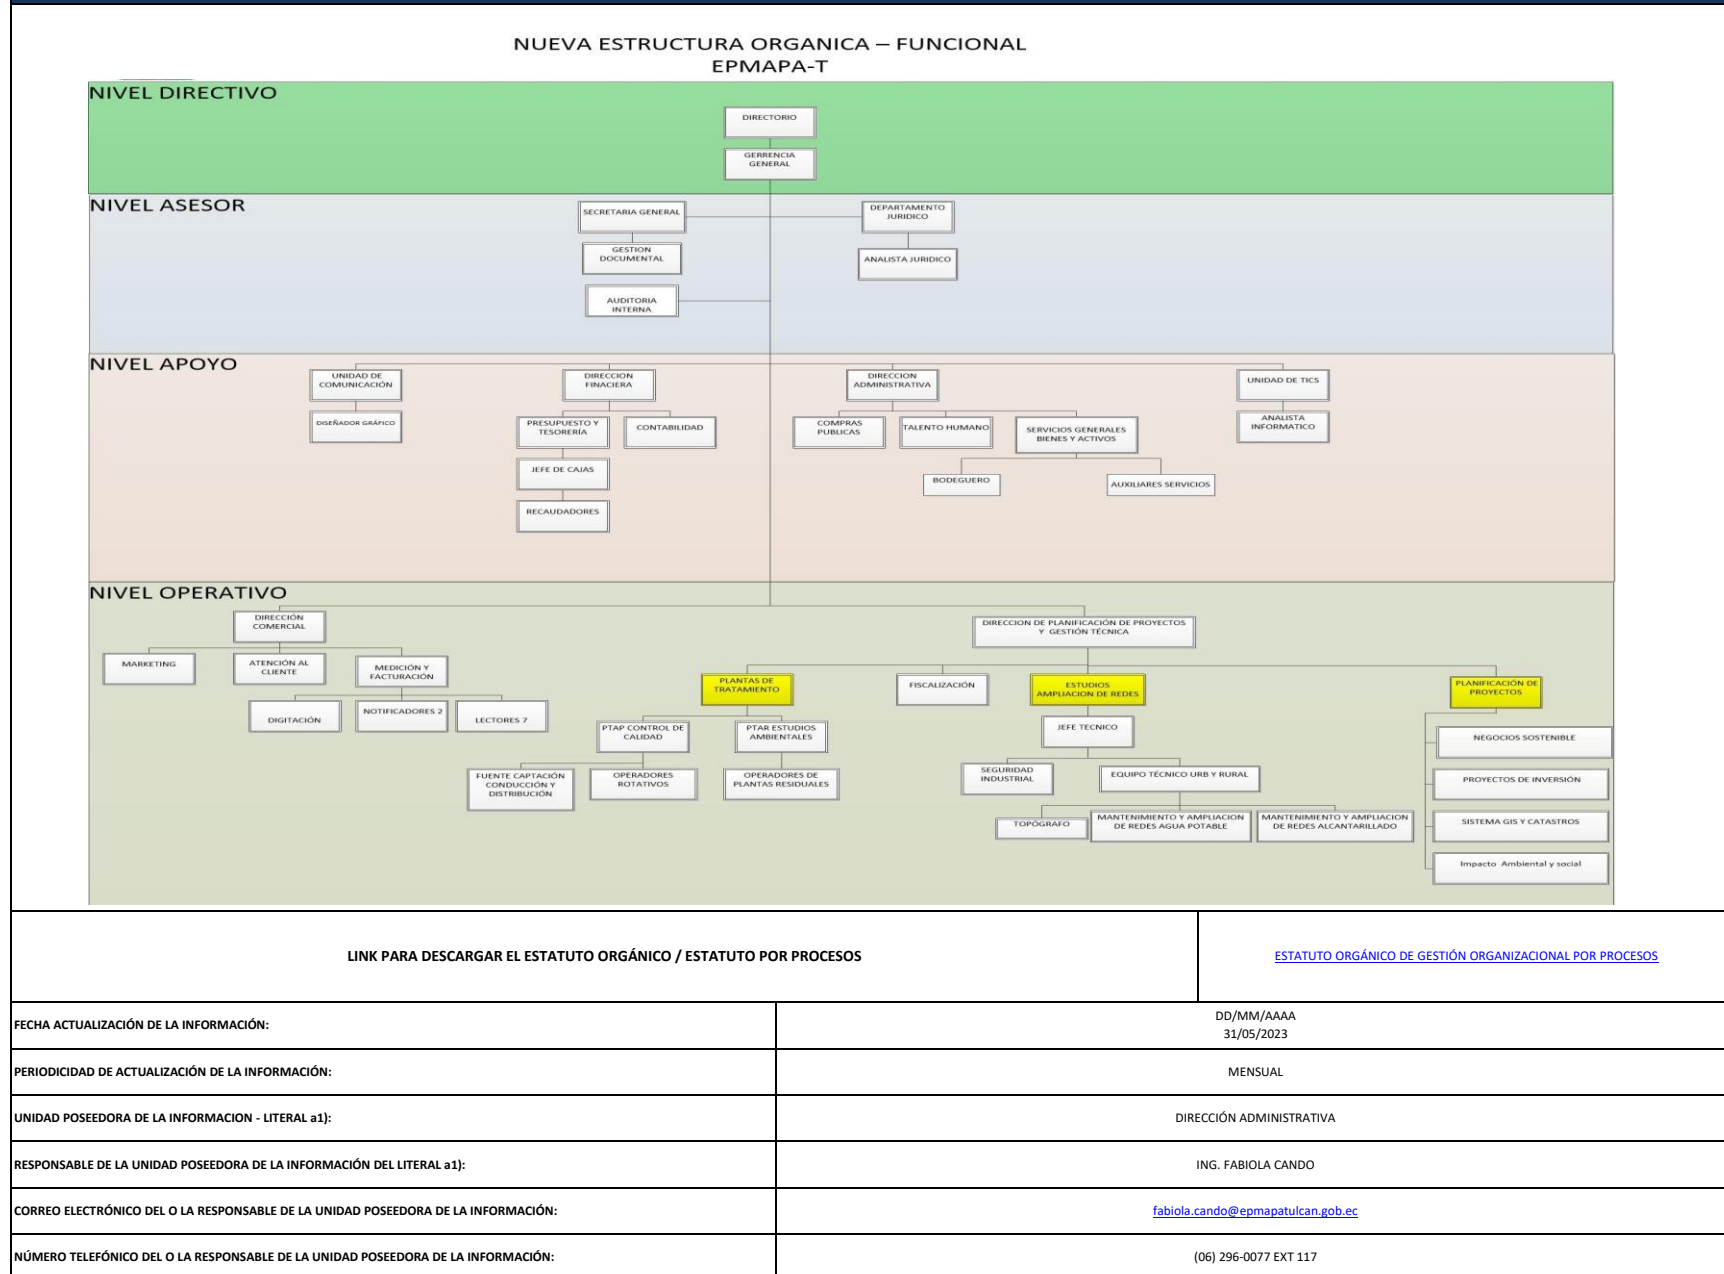 NUEVA ESTRUCTURA ORGANICA – FUNCIONAL
EPMAPA-T
NIVEL DIRECTIVO
DIRECTORIO
GERRENCIA
GENERAL
NIVEL ASESOR
SECRETARIA GENERAL
DEPARTAMENTO
JURIDICO
GESTION
DOCUMENTAL
ANALISTA JURIDICO
AUDITORIA
INTERNA
NIVEL APOYO
UNIDAD DE
COMUNICACIÓN
DIRECCION
FINACIERA
DIRECCION
ADMINISTRATIVA
UNIDAD DE TICS
DISEÑADOR GRÁFICO
PRESUPUESTO Y
TESORERÍA
CONTABILIDAD
COMPRAS
PUBLICAS
TALENTO HUMANO
SERVICIOS GENERALES
BIENES Y ACTIVOS
ANALISTA
INFORMATICO
JEFE DE CAJAS
BODEGUERO
AUXILIARES SERVICIOS
RECAUDADORES
NIVEL OPERATIVO
DIRECCIÓN
COMERCIAL
DIRECCION DE PLANIFICACIÓN DE PROYECTOS
Y GESTIÓN TÉCNICA
MARKETING
ATENCIÓN AL
CLIENTE
MEDICIÓN Y
FACTURACIÓN
PLANTAS DE
TRATAMIENTO
FISCALIZACIÓN
ESTUDIOS
AMPLIACION DE REDES
PLANIFICACIÓN DE
PROYECTOS
DIGITACIÓN
NOTIFICADORES 2
LECTORES 7
PTAP CONTROL DE
CALIDAD
PTAR ESTUDIOS
AMBIENTALES
JEFE TECNICO
NEGOCIOS SOSTENIBLE
FUENTE CAPTACIÓN
CONDUCCIÓN Y
DISTRIBUCIÓN
OPERADORES
ROTATIVOS
OPERADORES DE
PLANTAS RESIDUALES
SEGURIDAD
INDUSTRIAL
EQUIPO TÉCNICO URB Y RURAL
PROYECTOS DE INVERSIÓN
TOPÓGRAFO
MANTENIMIENTO Y AMPLIACION
DE REDES AGUA POTABLE
MANTENIMIENTO Y AMPLIACION
DE REDES ALCANTARILLADO
SISTEMA GIS Y CATASTROS
Impacto Ambiental y social
LINK PARA DESCARGAR EL ESTATUTO ORGÁNICO / ESTATUTO POR PROCESOS
ESTATUTO ORGÁNICO DE GESTIÓN ORGANIZACIONAL POR PROCESOS
FECHA ACTUALIZACIÓN DE LA INFORMACIÓN:
DD/MM/AAAA
31/05/2023
PERIODICIDAD DE ACTUALIZACIÓN DE LA INFORMACIÓN:
MENSUAL
UNIDAD POSEEDORA DE LA INFORMACION - LITERAL a1):
DIRECCIÓN ADMINISTRATIVA
RESPONSABLE DE LA UNIDAD POSEEDORA DE LA INFORMACIÓN DEL LITERAL a1):
ING. FABIOLA CANDO
CORREO ELECTRÓNICO DEL O LA RESPONSABLE DE LA UNIDAD POSEEDORA DE LA INFORMACIÓN:
fabiola.cando@epmapatulcan.gob.ec
NÚMERO TELEFÓNICO DEL O LA RESPONSABLE DE LA UNIDAD POSEEDORA DE LA INFORMACIÓN:
(06) 296-0077 EXT 117